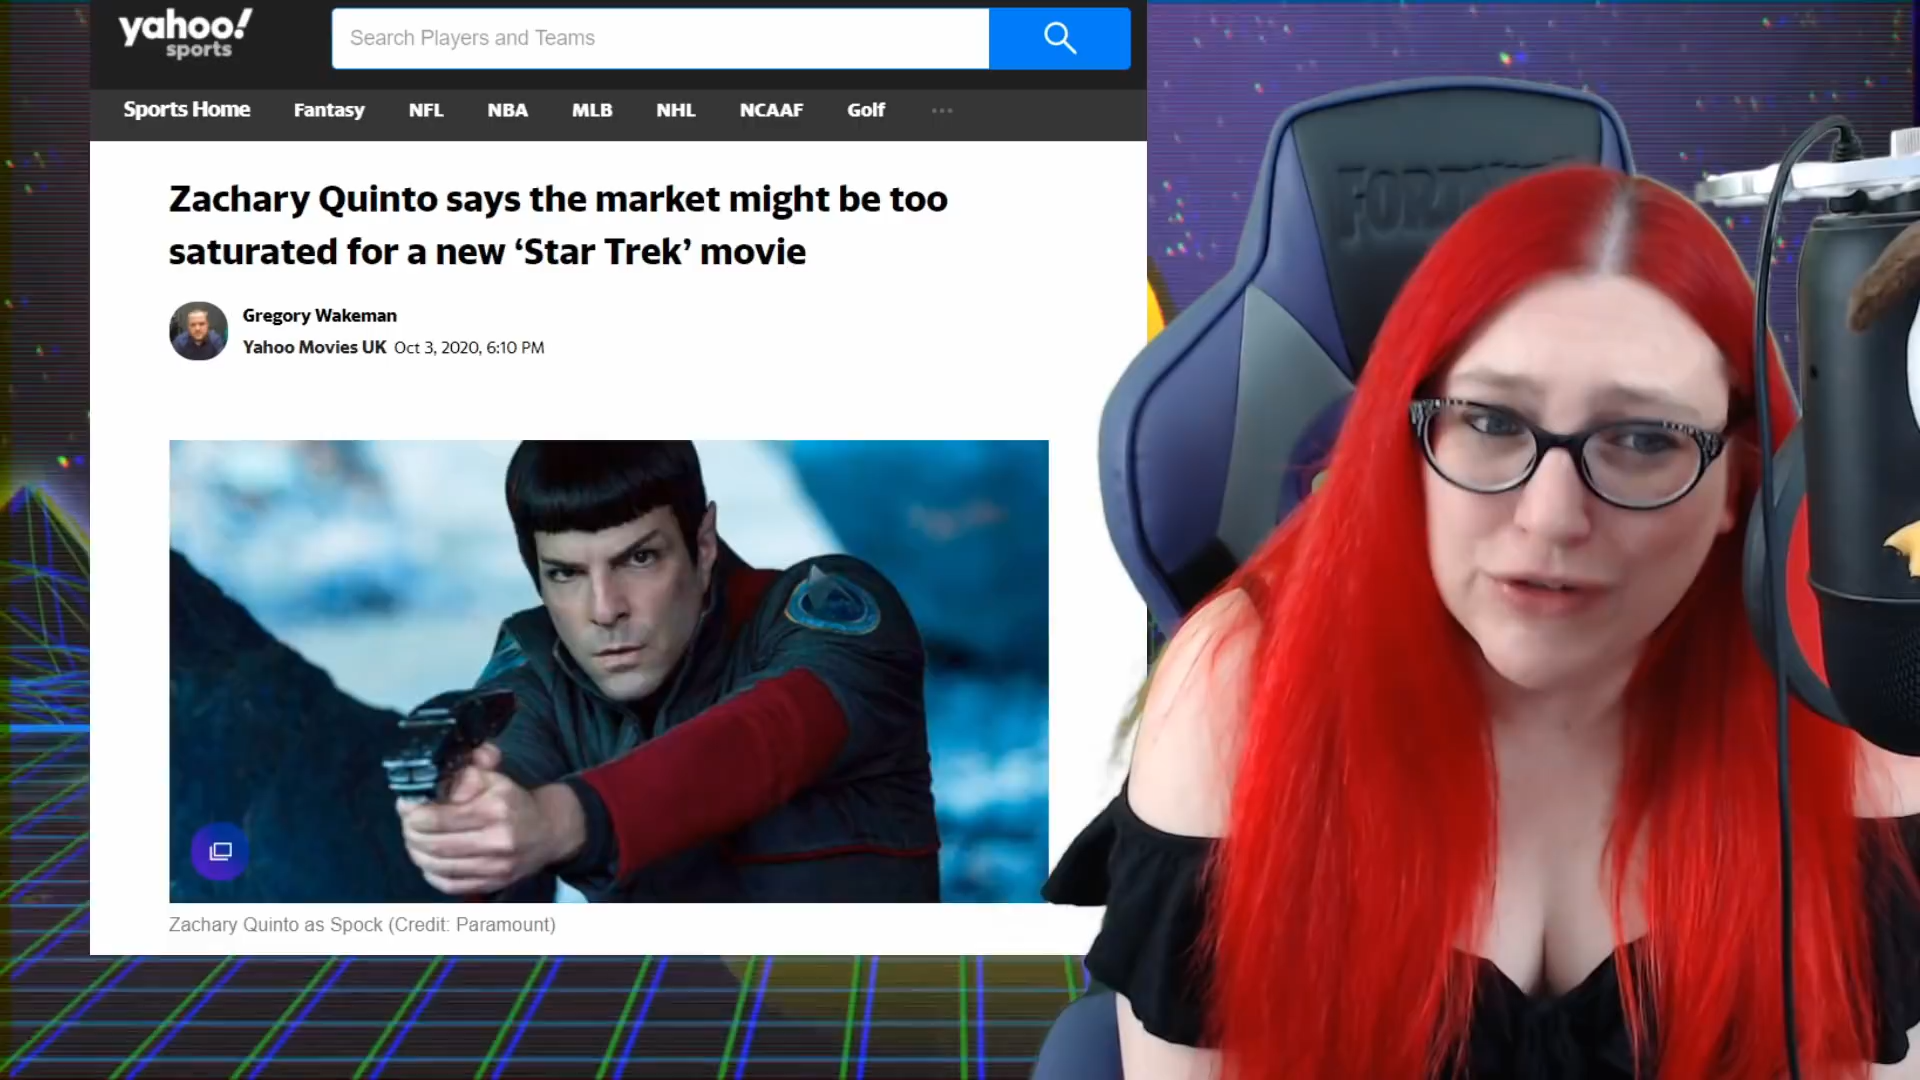 yahoo!
sports
Search Players and Teams
Sports Home Fantasy NFL NBA MLB NHL NCAAF Golf ...
Zachary Quinto says the market might be too
saturated for a new ‘Star Trek’ movie
Gregory Wakeman
Yahoo Movies UK Oct 3, 2020, 6:10 PM
Zachary Quinto as Spock (Credit: Paramount)